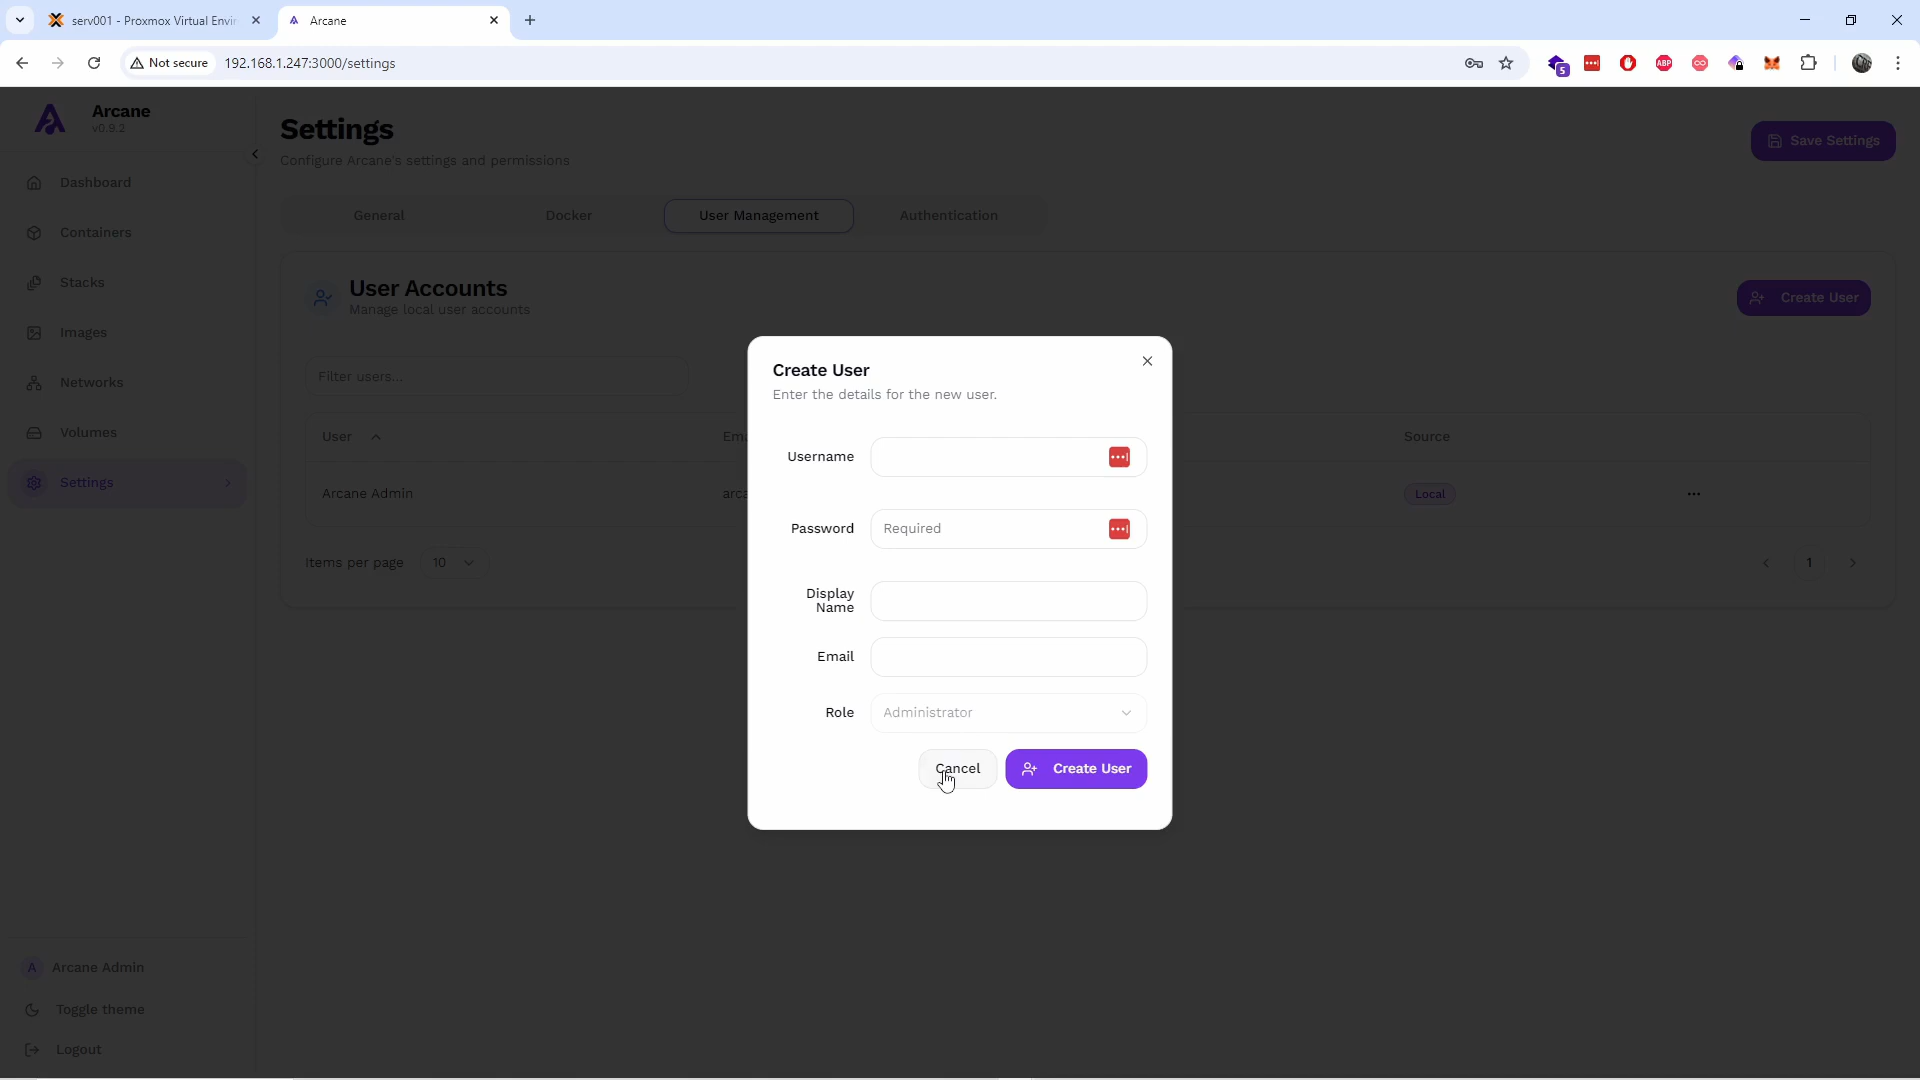 serv001 - Proxmox Virtual Envir
Arcane
Not secure
192.168.1.247:3000/settings
5
ABP
Arcane
v0.9.2
Dashboard
Containers
Stacks
Images
Networks
Volumes
Settings
Arcane Admin
A
Toggle theme
Logout
Settings
Configure Arcane's settings and permissions
Save Settings
General
Docker
User Management
Authentication
User Accounts
Manage local user accounts
Create User
Filter users...
User
Ema
Source
Arcane Admin
arca
Local
Items per page
10
1
Create User
Enter the details for the new user.
Username
Password
Required
Display
Name
Email
Role
Administrator
Cancel
Create User